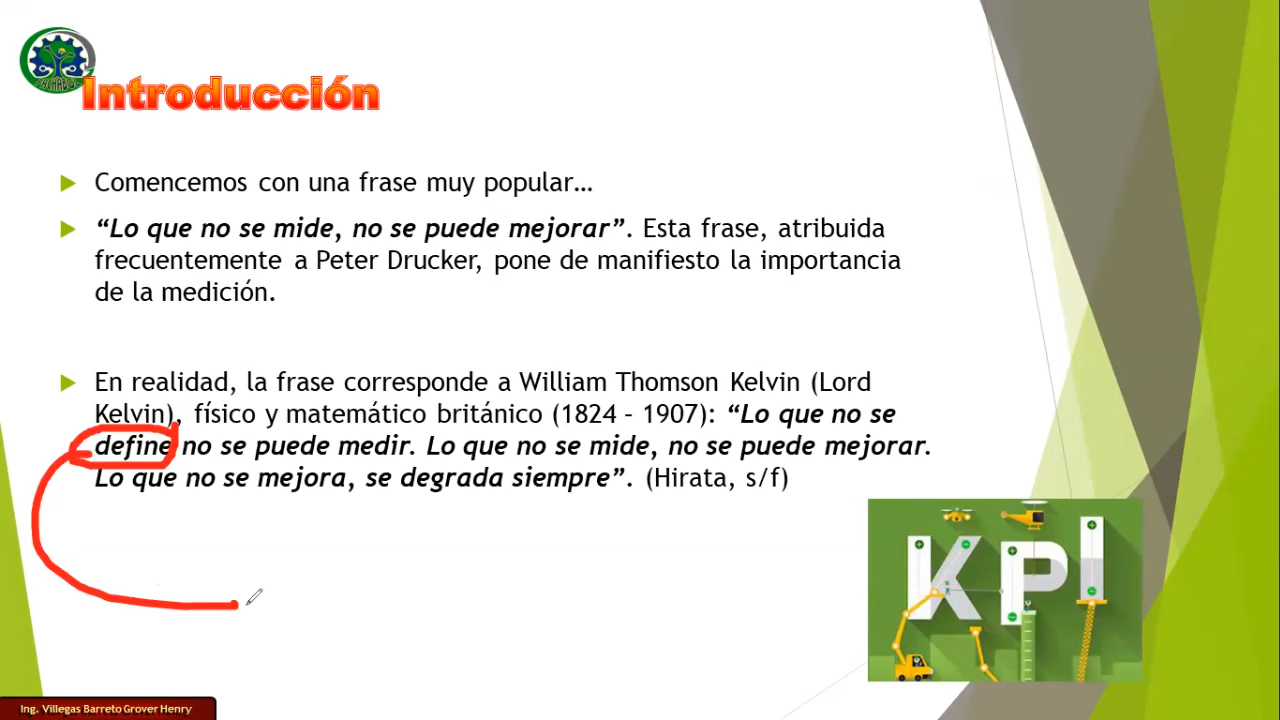 Introducción
Comencemos con una frase muy popular…
“Lo que no se mide, no se puede mejorar”. Esta frase, atribuida
frecuentemente a Peter Drucker, pone de manifiesto la importancia
de la medición.
En realidad, la frase corresponde a William Thomson Kelvin (Lord
Kelvin), físico y matemático británico (1824 – 1907): “Lo que no se
define no se puede medir. Lo que no se mide, no se puede mejorar.
Lo que no se mejora, se degrada siempre”. (Hirata, s/f)
KPI
Ing. Villegas Barreto Grover Henry